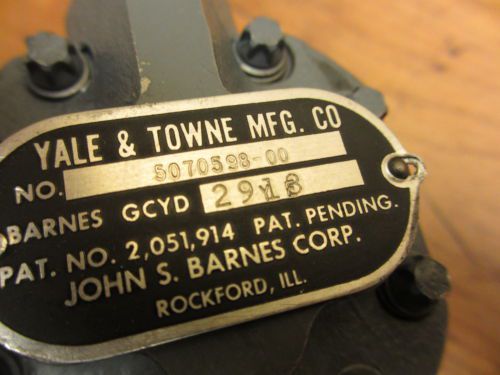 YALE & TOWNE MFG. CO
NO. 5070598-00
BARNES GCYD 2913
PAT. NO. 2,051,914 PAT. PENDING.
JOHN S. BARNES CORP.
ROCKFORD, ILL.